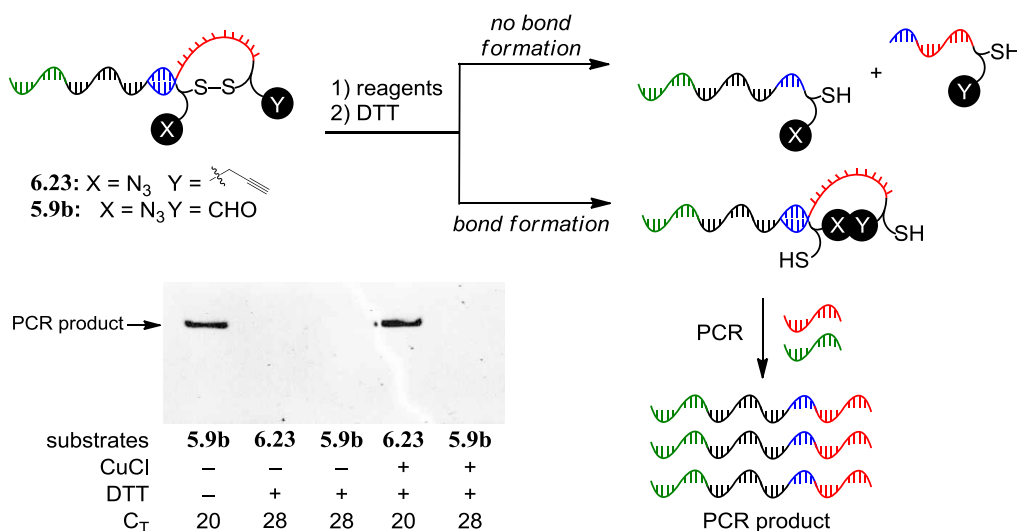 no bond
formation
S–S
X
Y
1) reagents
2) DTT
SH
X
+
SH
Y
6.23: X = N₃ Y =
5.9b: X = N₃ Y = CHO
bond formation
X Y
HS
SH
PCR product
PCR
substrates 5.9b 6.23 5.9b 6.23 5.9b
CuCl – – – + +
DTT – + + + +
C_T 20 28 28 20 28
PCR product